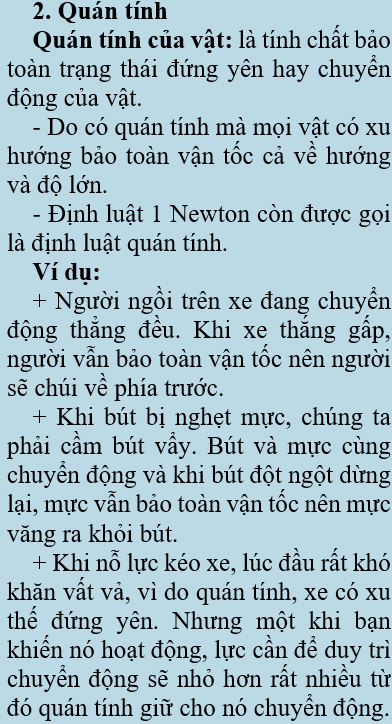 2. Quán tính
Quán tính của vật: là tính chất bảo
toàn trạng thái đứng yên hay chuyển
động của vật.
- Do có quán tính mà mọi vật có xu
hướng bảo toàn vận tốc cả về hướng
và độ lớn.
- Định luật 1 Newton còn được gọi
là định luật quán tính.
Ví dụ:
+ Người ngồi trên xe đang chuyển
động thẳng đều. Khi xe thắng gấp,
người vẫn bảo toàn vận tốc nên người
sẽ chúi về phía trước.
+ Khi bút bị nghẹt mực, chúng ta
phải cầm bút vẩy. Bút và mực cùng
chuyển động và khi bút đột ngột dừng
lại, mực vẫn bảo toàn vận tốc nên mực
văng ra khỏi bút.
+ Khi nỗ lực kéo xe, lúc đầu rất khó
khăn vất vả, vì do quán tính, xe có xu
thế đứng yên. Nhưng một khi bạn
khiến nó hoạt động, lực cần để duy trì
chuyển động sẽ nhỏ hơn rất nhiều từ
đó quán tính giữ cho nó chuyển động.